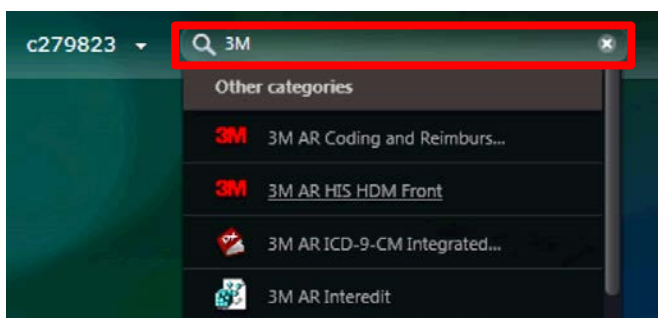 c279823
3M
Other categories
3M 3M AR Coding and Reimburs...
3M 3M AR HIS HDM Front
3M AR ICD-9-CM Integrated...
3M AR Interedit